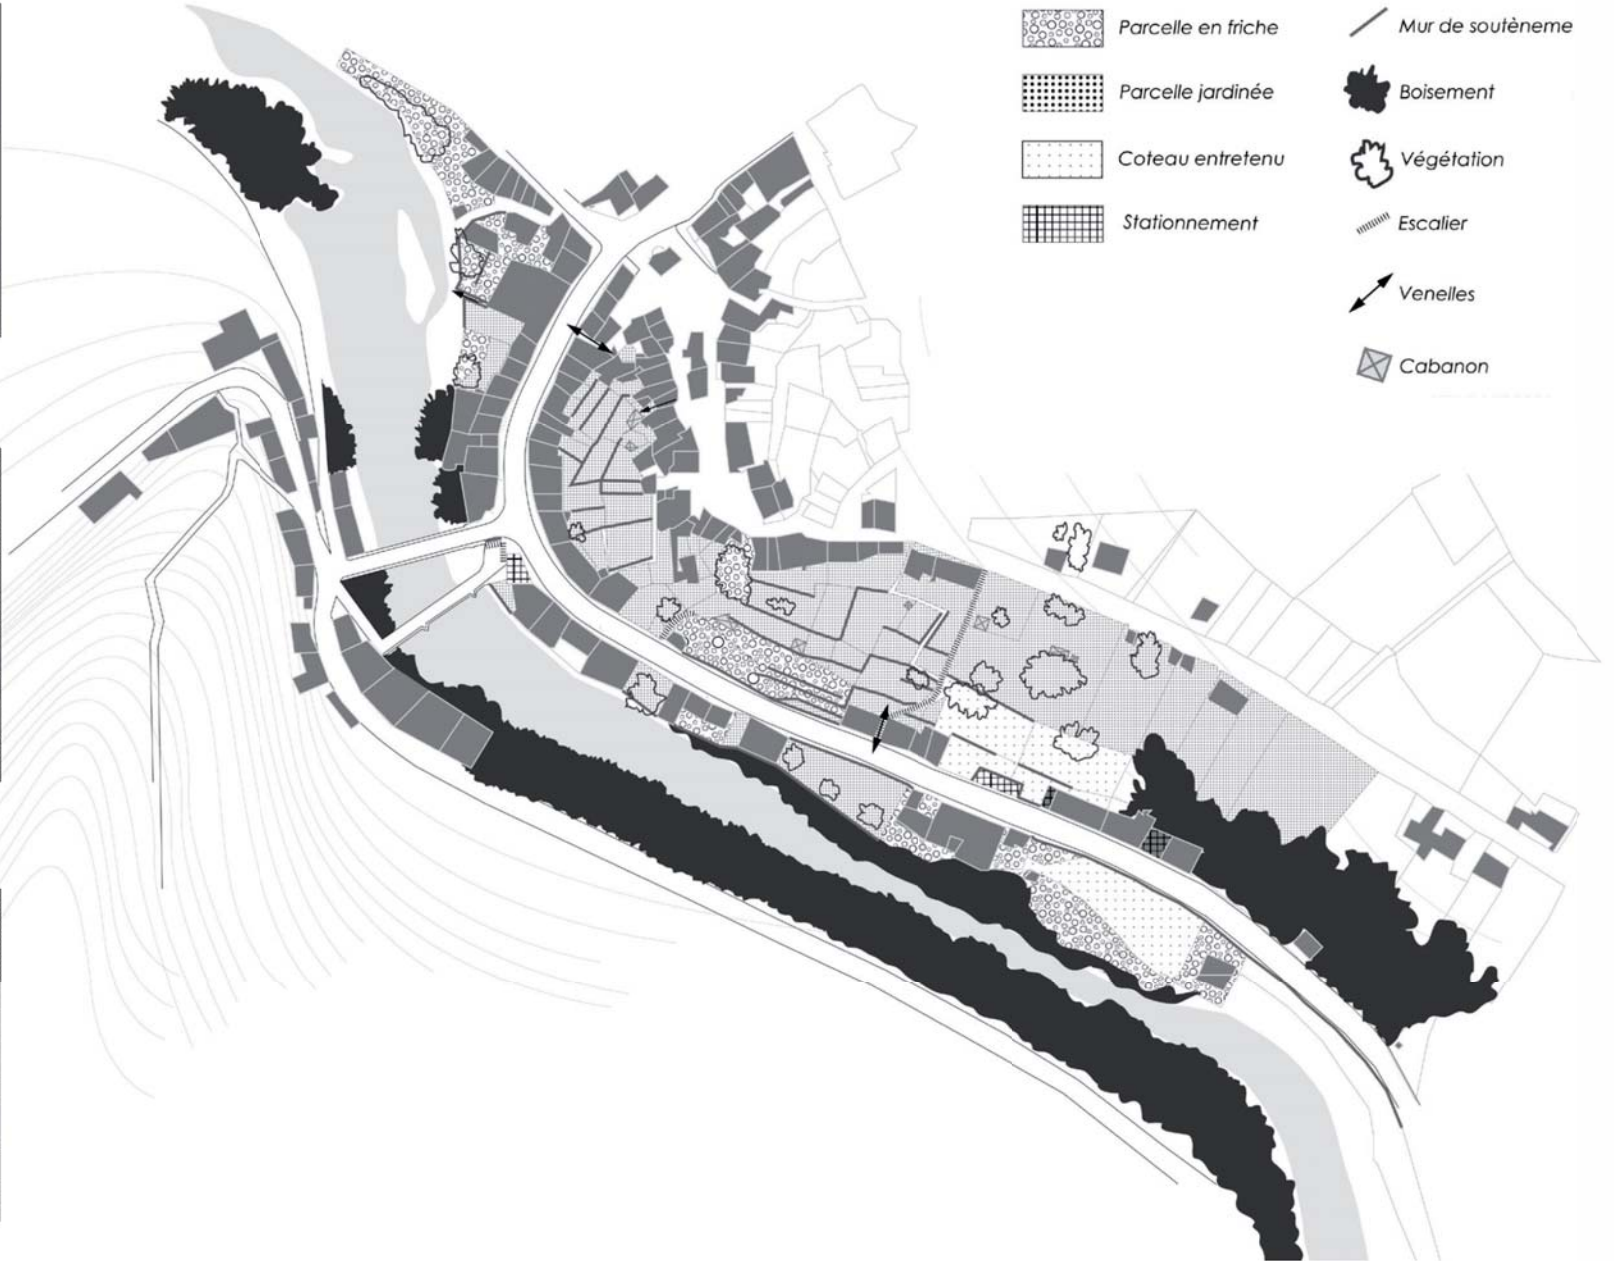 Parcelle en friche
Parcelle jardinée
Coteau entretenu
Stationnement
Mur de soutèneme
Boisement
Végétation
Escalier
Venelles
Cabanon